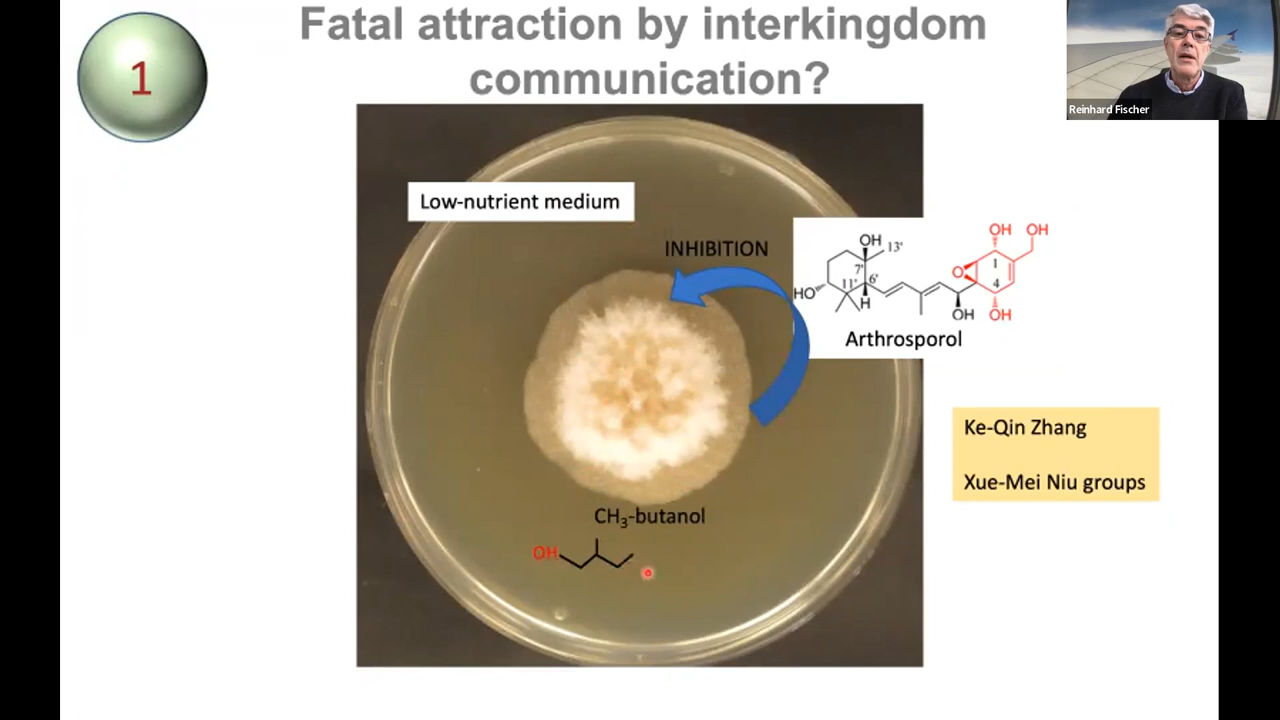 1
Fatal attraction by interkingdom
communication?
Reinhard Fischer
Low-nutrient medium
INHIBITION
OH
13'
7'
11'
6'
HO
H
OH
O
OH
OH
1
4
OH
Arthrosporol
Ke-Qin Zhang
Xue-Mei Niu groups
CH₃-butanol
OH